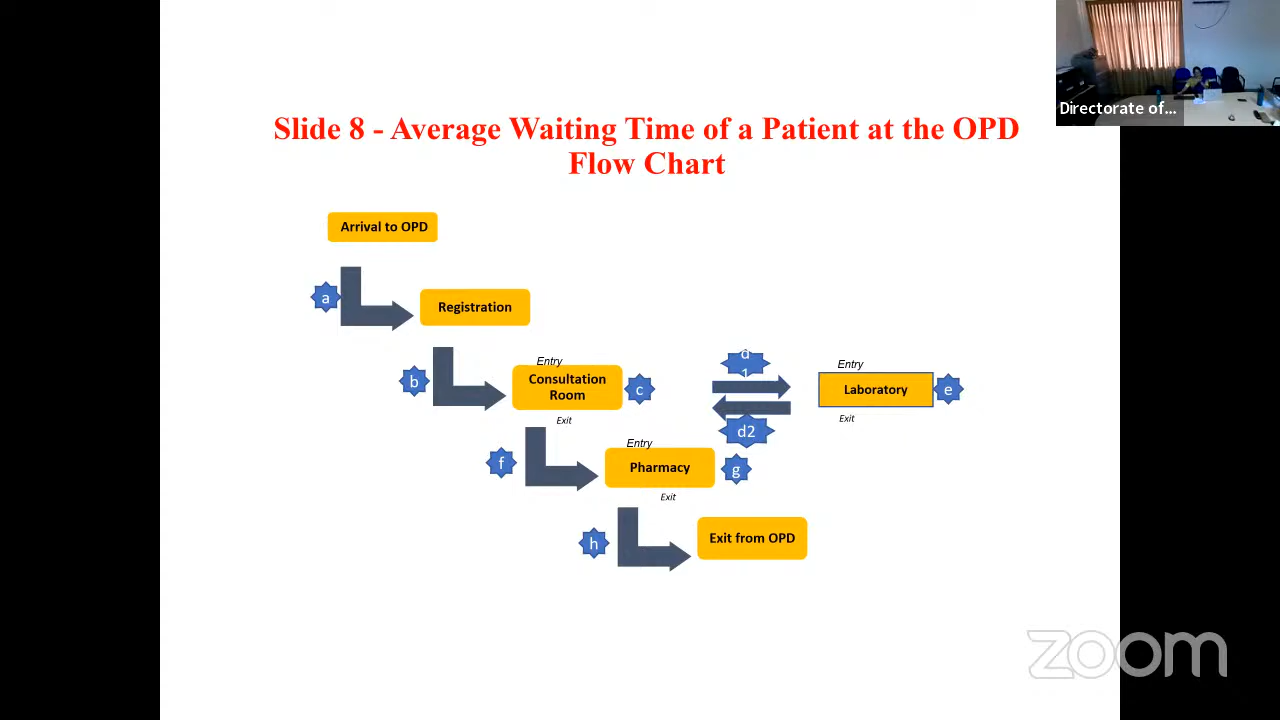 Directorate of...
Slide 8 - Average Waiting Time of a Patient at the OPD
Flow Chart
Arrival to OPD
a
Registration
b
Entry
Consultation
Room
c
Exit
d
1
d2
Entry
Laboratory
e
Exit
f
Entry
Pharmacy
g
Exit
h
Exit from OPD
zoom